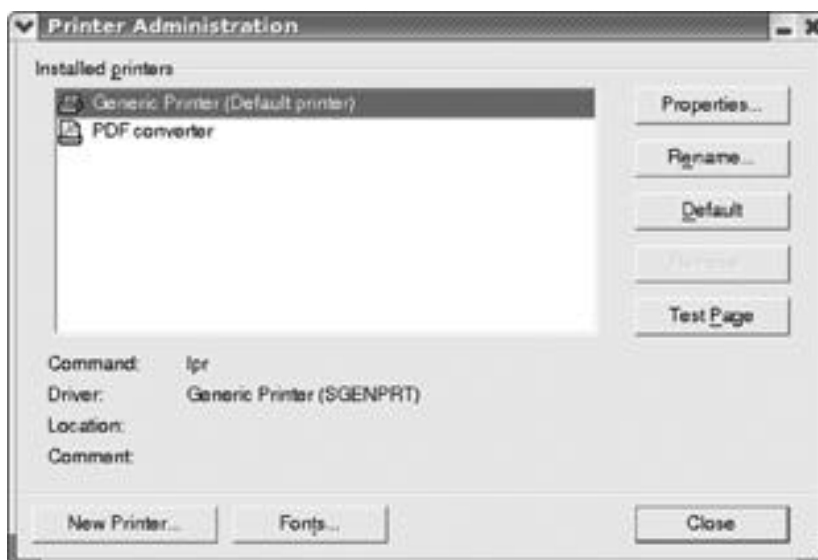 Printer Administration
Installed printers
Generic Printer (Default printer)
PDF converter
Properties...
Rename...
Default
Test Page
Command: lpr
Driver: Generic Printer (SGENPRT)
Location:
Comment:
New Printer...
Fonts...
Close